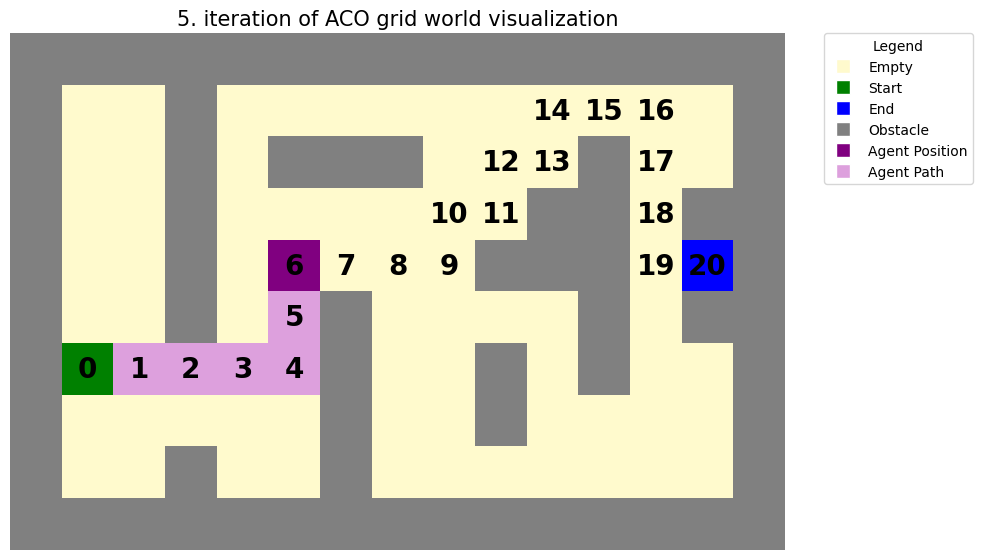 5. iteration of ACO grid world visualization
Legend
Empty
Start
End
Obstacle
Agent Position
Agent Path
14 15 16
12 13 17
10 11 18
6 7 8 9 19 20
5
0 1 2 3 4